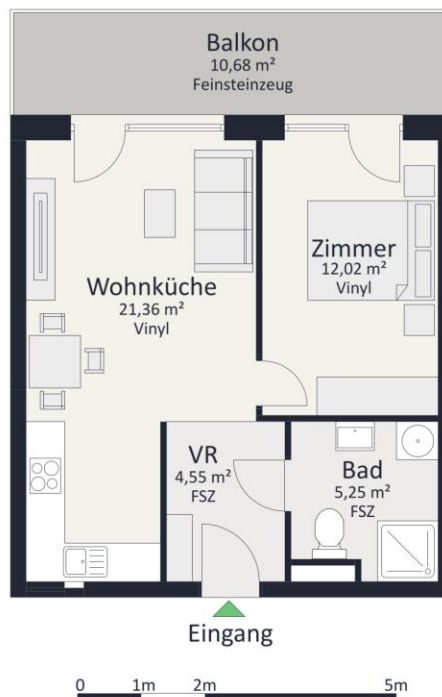 Balkon
10,68 m²
Feinsteinzeug
Zimmer
12,02 m²
Vinyl
Wohnküche
21,36 m²
Vinyl
VR
4,55 m²
FSZ
Bad
5,25 m²
FSZ
Eingang
0 1m 2m 5m